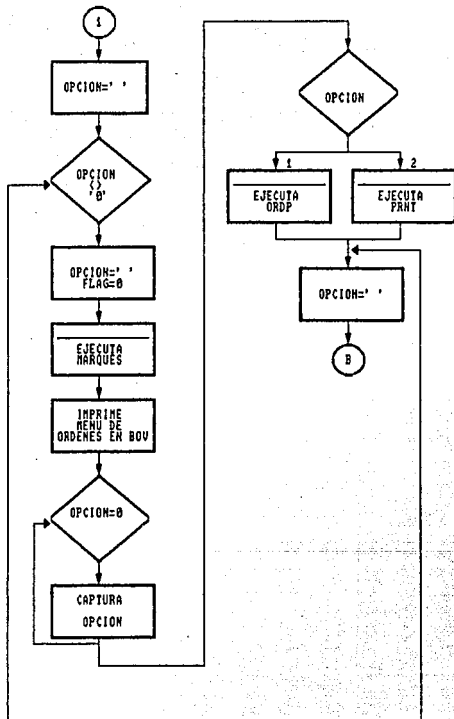 1
OPCION=' '
OPCION
<>
'0'
OPCION=' '
FLAG=0
EJECUTA
MARQUES
IMPRIME
MENU DE
ORDENES EN BOV
OPCION=0
CAPTURA
OPCION
OPCION
1
2
EJECUTA
ORDP
EJECUTA
PRNT
OPCION=' '
B